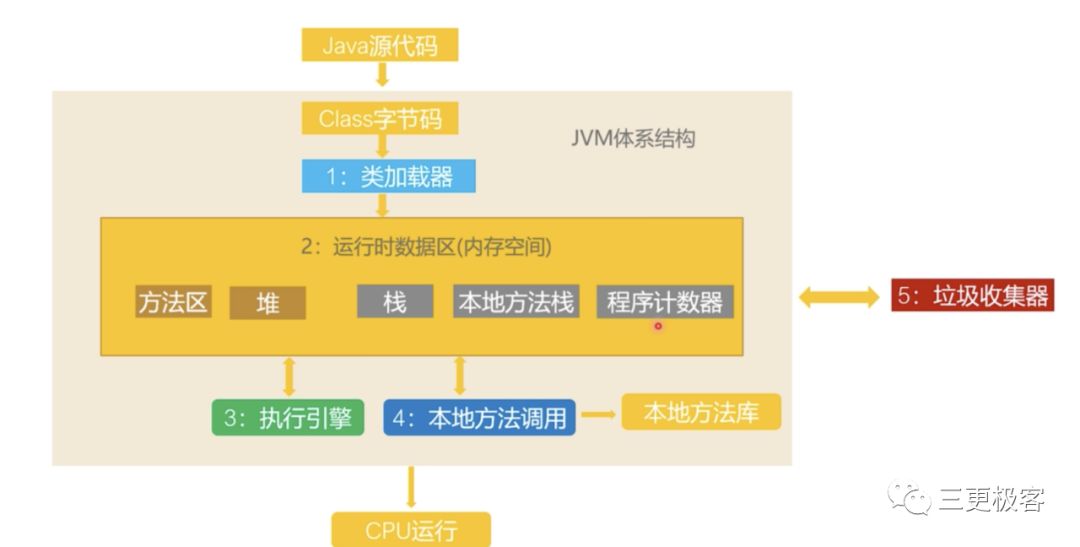 Java源代码
Class字节码
JVM体系结构
1：类加载器
2：运行时数据区(内存空间)
方法区
堆
栈
本地方法栈
程序计数器
5：垃圾收集器
3：执行引擎
4：本地方法调用
本地方法库
三更极客
CPU运行